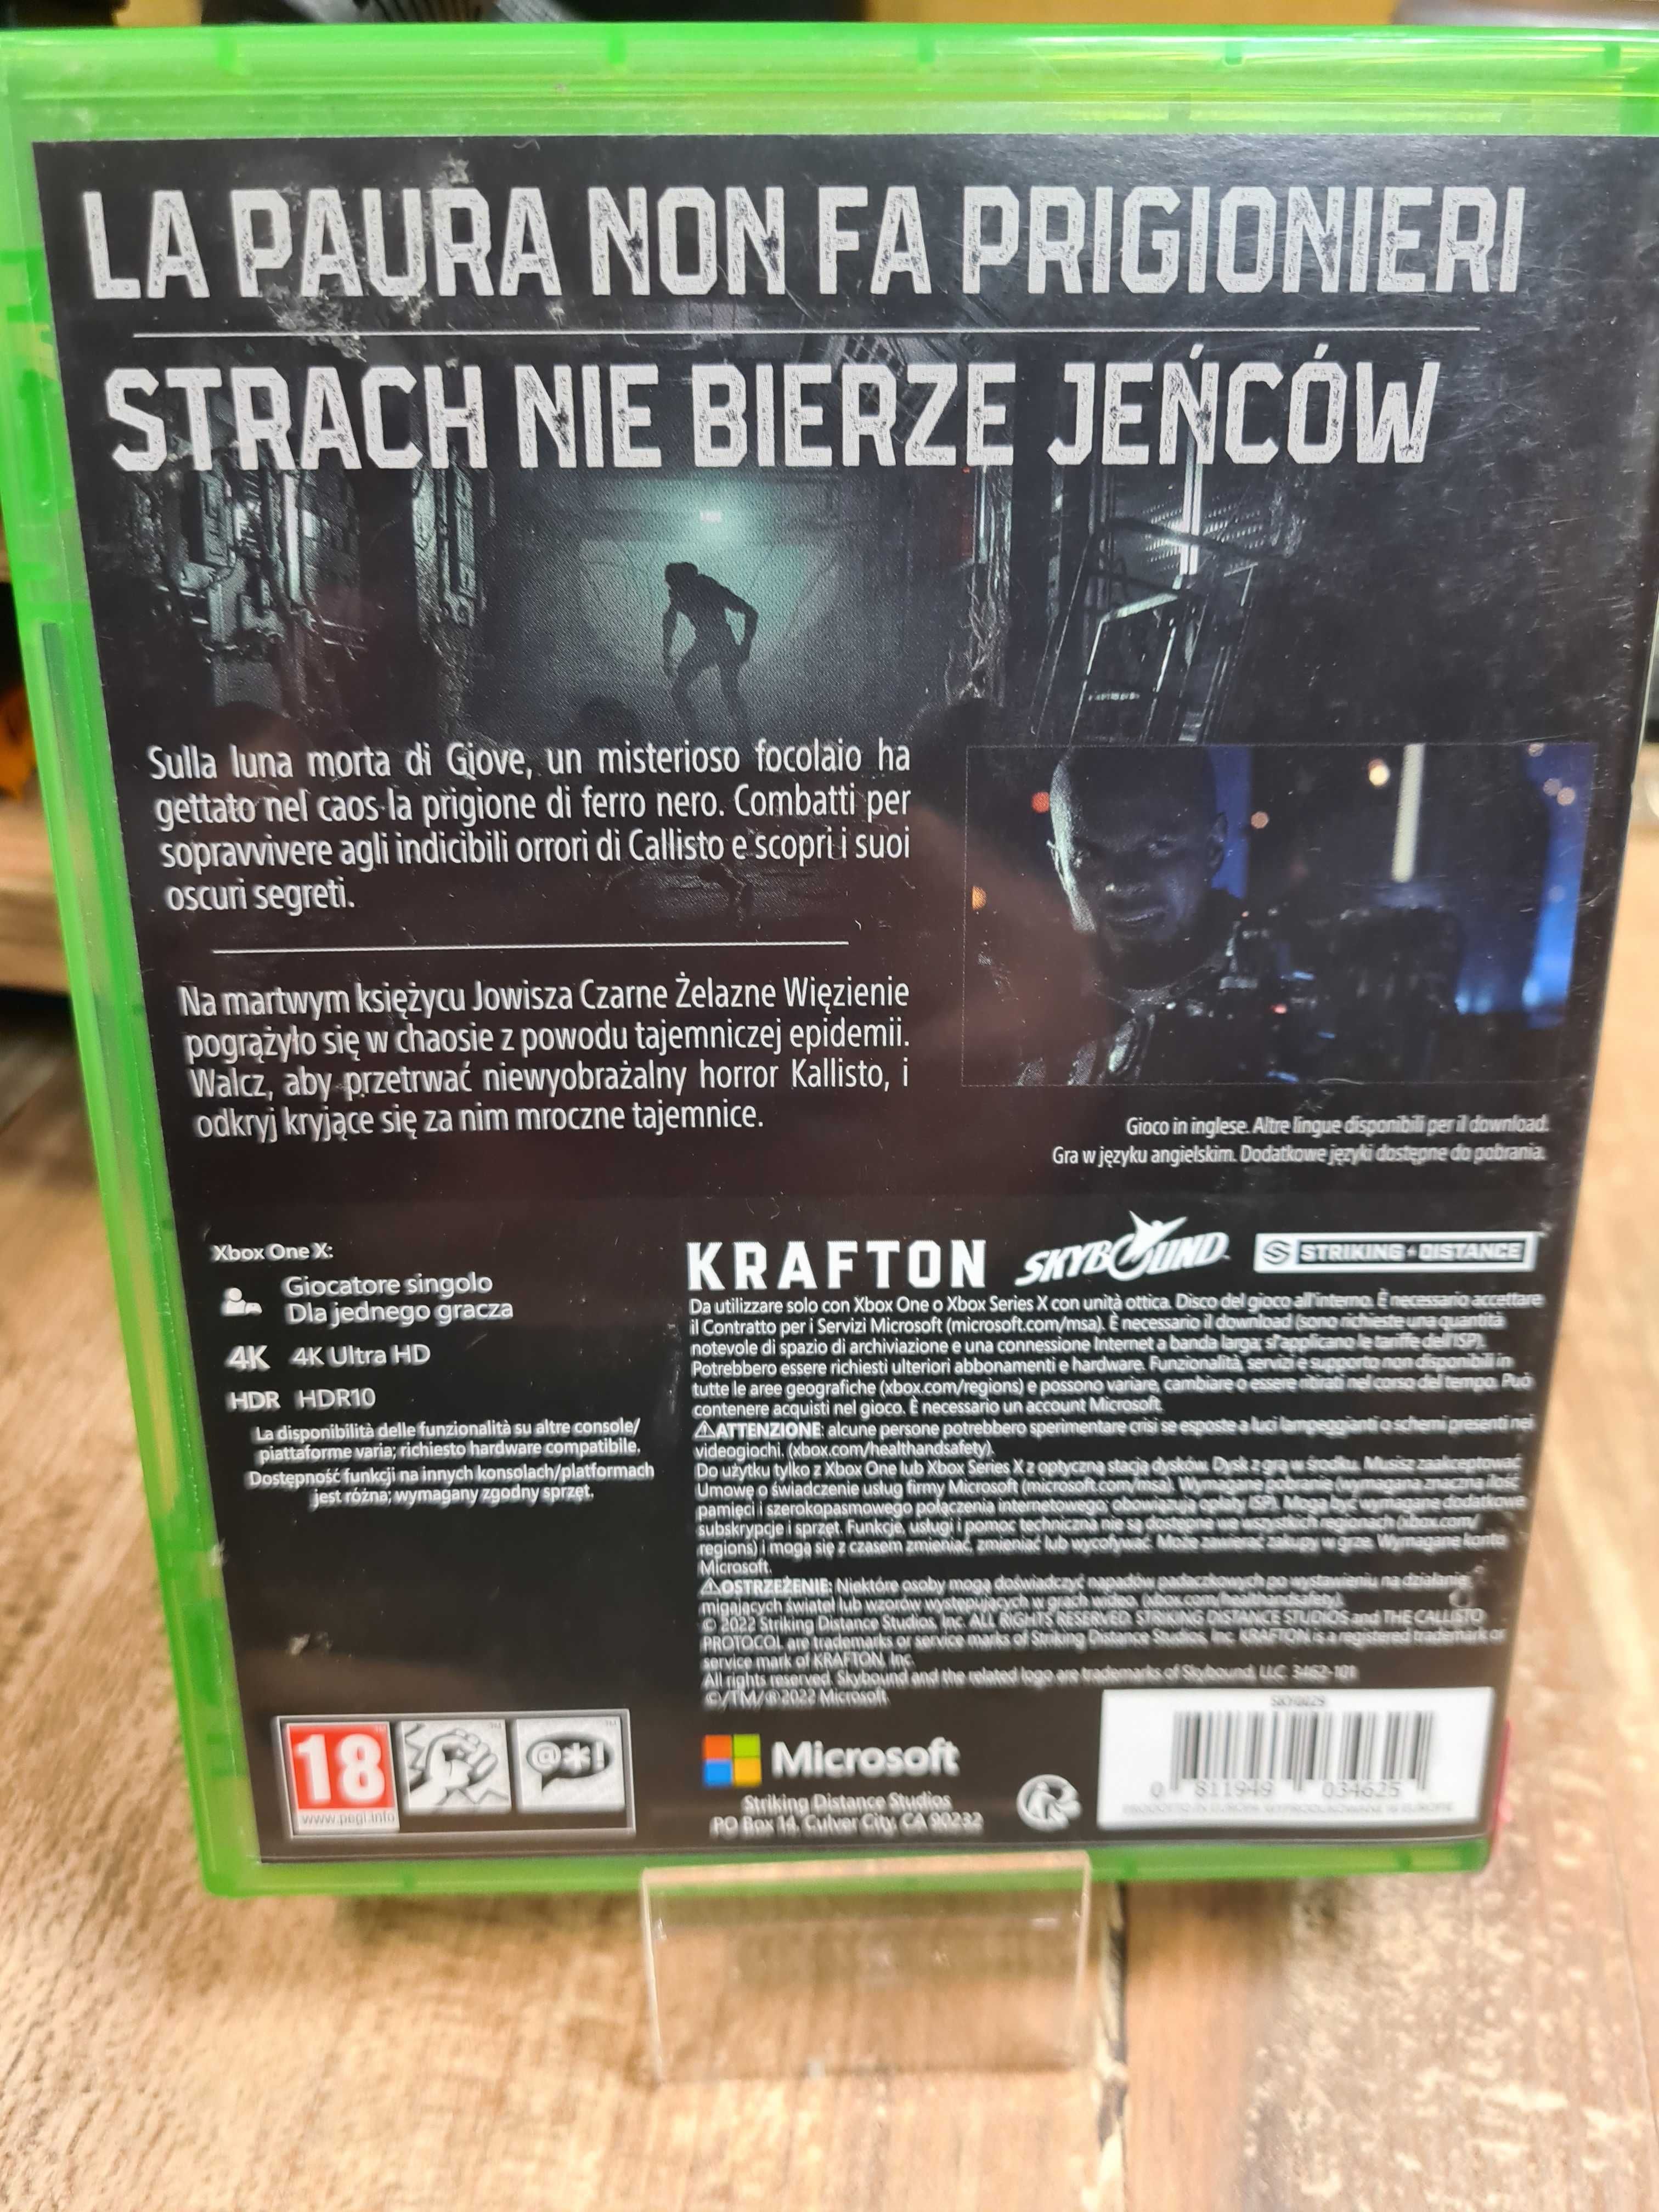 LA PAURA NON FA PRIGIONIERI
STRACH NIE BIERZE JEŃCÓW
Sulla luna morta di Giove, un misterioso focolaio ha
gettato nel caos la prigione di ferro nero. Combatti per
sopravvivere agli indicibili orrori di Callisto e scopri i suoi
oscuri segreti.
Na martwym księżycu Jowisza Czarne Żelazne Więzienie
pogrążyło się w chaosie z powodu tajemniczej epidemii.
Walcz, aby przetrwać niewyobrażalny horror Kallisto, i
odkryj kryjące się za nim mroczne tajemnice.
Gioco in inglese. Altre lingue disponibili per il download.
Gra w języku angielskim. Dodatkowe języki dostępne do pobrania.
Xbox One X:
Giocatore singolo
Dla jednego gracza
4K 4K Ultra HD
HDR HDR10
La disponibilità delle funzionalità su altre console/
piattaforme varia; richiesto hardware compatibile.
Dostępność funkcji na innych konsolach/platformach
jest różna; wymagany zgodny sprzęt.
KRAFTON SKYBOUND STRIKING DISTANCE
Da utilizzare solo con Xbox One o Xbox Series X con unità ottica. Disco del gioco all'interno. È necessario accettare
il Contratto per i Servizi Microsoft (microsoft.com/msa). È necessario il download (sono richieste una quantità
notevole di spazio di archiviazione e una connessione Internet a banda larga; si applicano le tariffe dell'ISP).
Potrebbero essere richiesti ulteriori abbonamenti e hardware. Funzionalità, servizi e supporto non disponibili in
tutte le aree geografiche (xbox.com/regions) e possono variare, cambiare o essere ritirati nel corso del tempo. Può
contenere acquisti nel gioco. È necessario un account Microsoft.
⚠ATTENZIONE: alcune persone potrebbero sperimentare crisi se esposte a luci lampeggianti o schemi presenti nei
videogiochi. (xbox.com/healthandsafety).
Do użytku tylko z Xbox One lub Xbox Series X z optyczną stacją dysków. Dysk z grą w środku. Musisz zaakceptować
Umowę o świadczenie usług firmy Microsoft (microsoft.com/msa). Wymagane pobranie (wymagana znaczna ilość
pamięci i szerokopasmowego połączenia internetowego; obowiązują opłaty ISP). Mogą być wymagane dodatkowe
subskrypcje i sprzęt. Funkcje, usługi i pomoc techniczna nie są dostępne we wszystkich regionach (xbox.com/
regions) i mogą się z czasem zmieniać, zmieniać lub wycofywać. Może zawierać zakupy w grze. Wymagane konto
Microsoft.
⚠OSTRZEŻENIE: Niektóre osoby mogą doświadczyć napadów padaczkowych po wystawieniu na działanie
migających świateł lub wzorów występujących w grach wideo. (xbox.com/healthandsafety).
© 2022 Striking Distance Studios, Inc. ALL RIGHTS RESERVED. STRIKING DISTANCE STUDIOS and THE CALLISTO
PROTOCOL are trademarks or service marks of Striking Distance Studios, Inc. KRAFTON is a registered trademark or
service mark of KRAFTON, Inc.
All rights reserved. Skybound and the related logo are trademarks of Skybound, LLC. 3462-101
©/TM/®2022 Microsoft.
18
www.pegi.info
@*!
Microsoft
Striking Distance Studios
PO Box 14, Culver City, CA 90232
SKY0029
0 811949 034625
PRODOTTO IN EUROPA WYPRODUKOWANE W EUROPIE